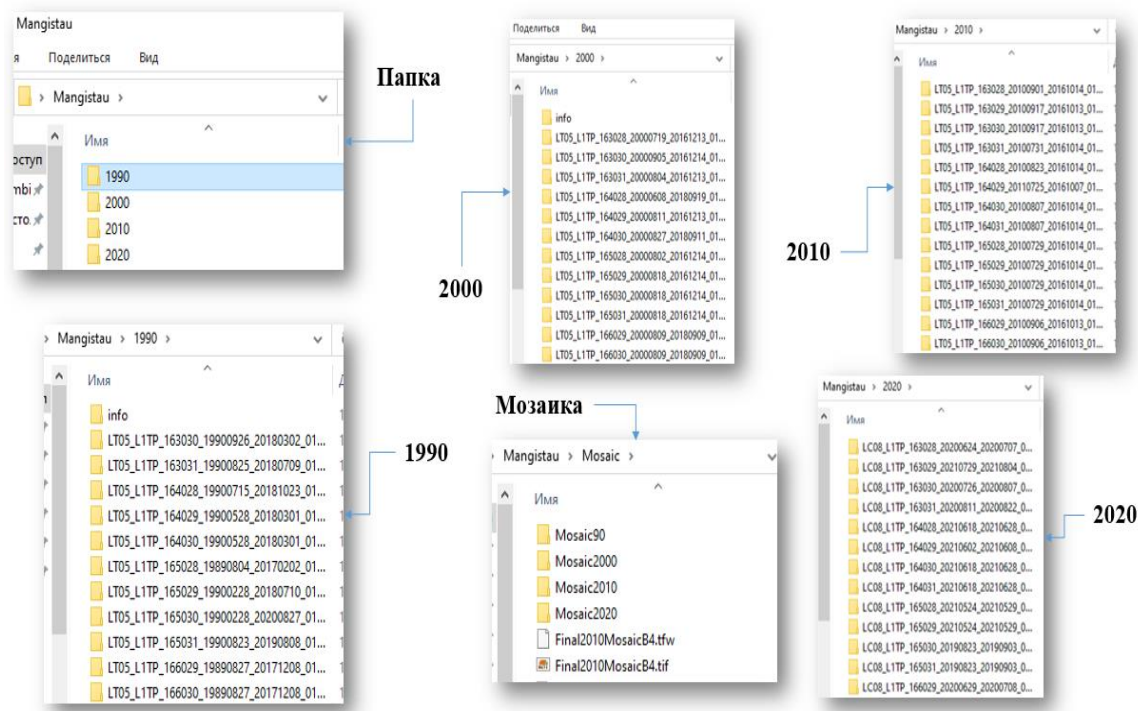 Mangistau
я Поделиться Вид
> Mangistau >
Имя
оступ
mbi
сто.
1990
2000
2010
2020
Папка
Поделиться Вид
Mangistau > 2000 >
Имя
info
LT05_L1TP_163028_20000719_20161213_01...
LT05_L1TP_163030_20000905_20161214_01...
LT05_L1TP_163031_20000804_20161213_01...
LT05_L1TP_164028_20000608_20180919_01...
LT05_L1TP_164029_20000811_20161213_01...
LT05_L1TP_164030_20000827_20180911_01...
LT05_L1TP_165028_20000802_20161214_01...
LT05_L1TP_165029_20000818_20161214_01...
LT05_L1TP_165030_20000818_20161214_01...
LT05_L1TP_165031_20000818_20161214_01...
LT05_L1TP_166029_20000809_20180909_01...
LT05_L1TP_166030_20000809_20180909_01...
2000
Mangistau > 2010 >
Имя
LT05_L1TP_163028_20100901_20161014_01...
LT05_L1TP_163029_20100917_20161013_01...
LT05_L1TP_163030_20100917_20161013_01...
LT05_L1TP_163031_20100731_20161014_01...
LT05_L1TP_164028_20100823_20161014_01...
LT05_L1TP_164029_20110725_20161007_01...
LT05_L1TP_164030_20100807_20161014_01...
LT05_L1TP_164031_20100807_20161014_01...
LT05_L1TP_165028_20100729_20161014_01...
LT05_L1TP_165029_20100729_20161014_01...
LT05_L1TP_165030_20100729_20161014_01...
LT05_L1TP_165031_20100729_20161014_01...
LT05_L1TP_166029_20100906_20161013_01...
LT05_L1TP_166030_20100906_20161013_01...
2010
> Mangistau > 1990 >
Имя
info
LT05_L1TP_163030_19900926_20180302_01...
LT05_L1TP_163031_19900825_20180709_01...
LT05_L1TP_164028_19900715_20181023_01...
LT05_L1TP_164029_19900528_20180301_01...
LT05_L1TP_164030_19900528_20180301_01...
LT05_L1TP_165028_19890804_20170202_01...
LT05_L1TP_165029_19900228_20180710_01...
LT05_L1TP_165030_19900228_20200827_01...
LT05_L1TP_165031_19900823_20190808_01...
LT05_L1TP_166029_19890827_20171208_01...
LT05_L1TP_166030_19890827_20171208_01...
1990
Мозаика
> Mangistau > Mosaic >
Имя
Mosaic90
Mosaic2000
Mosaic2010
Mosaic2020
Final2010MosaicB4.tfw
Final2010MosaicB4.tif
Mangistau > 2020 >
Имя
LC08_L1TP_163028_20200624_20200707_0...
LC08_L1TP_163029_20210729_20210804_0...
LC08_L1TP_163030_20200726_20200807_0...
LC08_L1TP_163031_20200811_20200822_0...
LC08_L1TP_164028_20210618_20210628_0...
LC08_L1TP_164029_20210602_20210608_0...
LC08_L1TP_164030_20210618_20210628_0...
LC08_L1TP_164031_20210618_20210628_0...
LC08_L1TP_165028_20210524_20210529_0...
LC08_L1TP_165029_20210524_20210529_0...
LC08_L1TP_165030_20190823_20190903_0...
LC08_L1TP_165031_20190823_20190903_0...
LC08_L1TP_166029_20200629_20200708_0...
2020